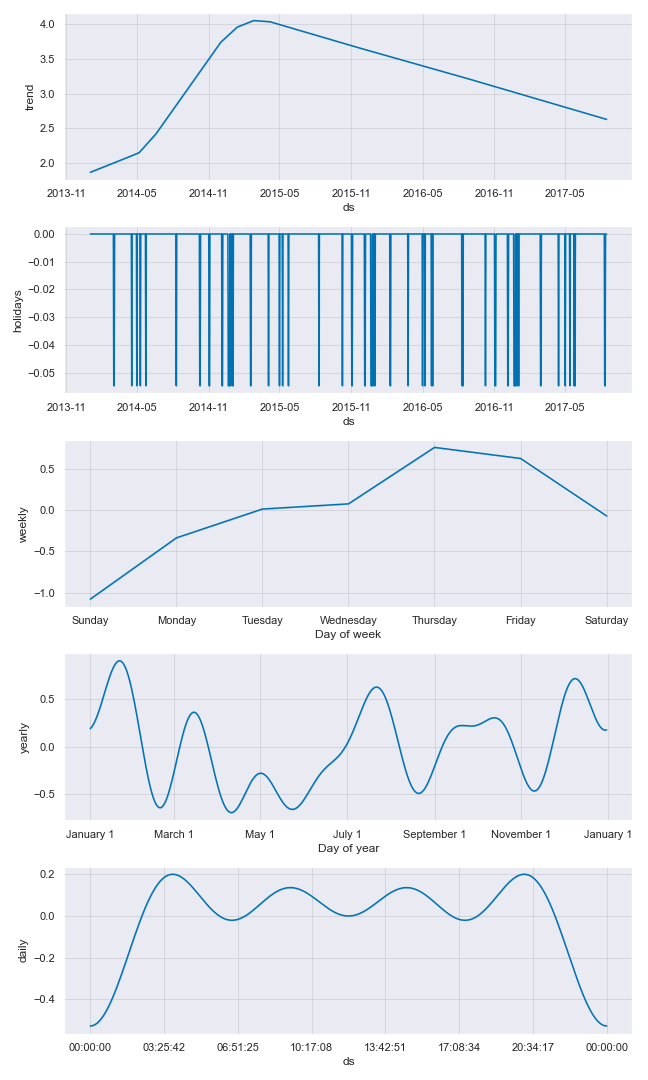 4.0
3.5
3.0
2.5
2.0
trend
2013-11 2014-05 2014-11 2015-05 2015-11 2016-05 2016-11 2017-05
ds
0.00
−0.01
−0.02
−0.03
−0.04
−0.05
holidays
2013-11 2014-05 2014-11 2015-05 2015-11 2016-05 2016-11 2017-05
ds
0.5
0.0
−0.5
−1.0
weekly
Sunday Monday Tuesday Wednesday Thursday Friday Saturday
Day of week
0.5
0.0
−0.5
yearly
January 1 March 1 May 1 July 1 September 1 November 1 January 1
Day of year
0.2
0.0
−0.2
−0.4
daily
00:00:00 03:25:42 06:51:25 10:17:08 13:42:51 17:08:34 20:34:17 00:00:00
ds